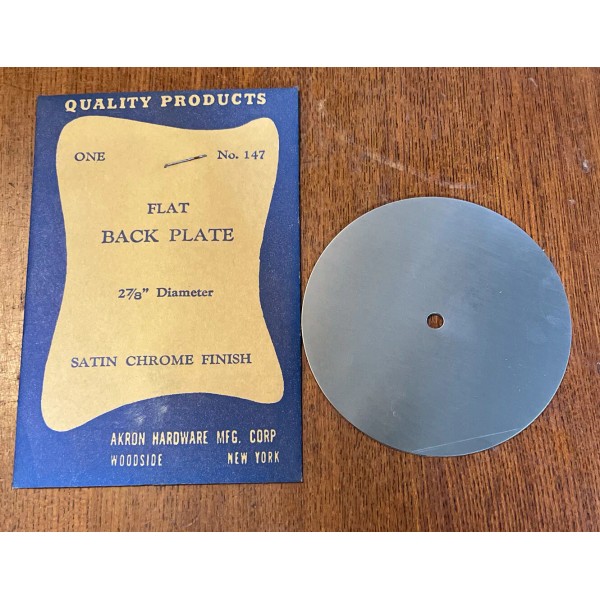 QUALITY PRODUCTS
ONE No. 147
FLAT
BACK PLATE
2⅞" Diameter
SATIN CHROME FINISH
AKRON HARDWARE MFG. CORP
WOODSIDE NEW YORK